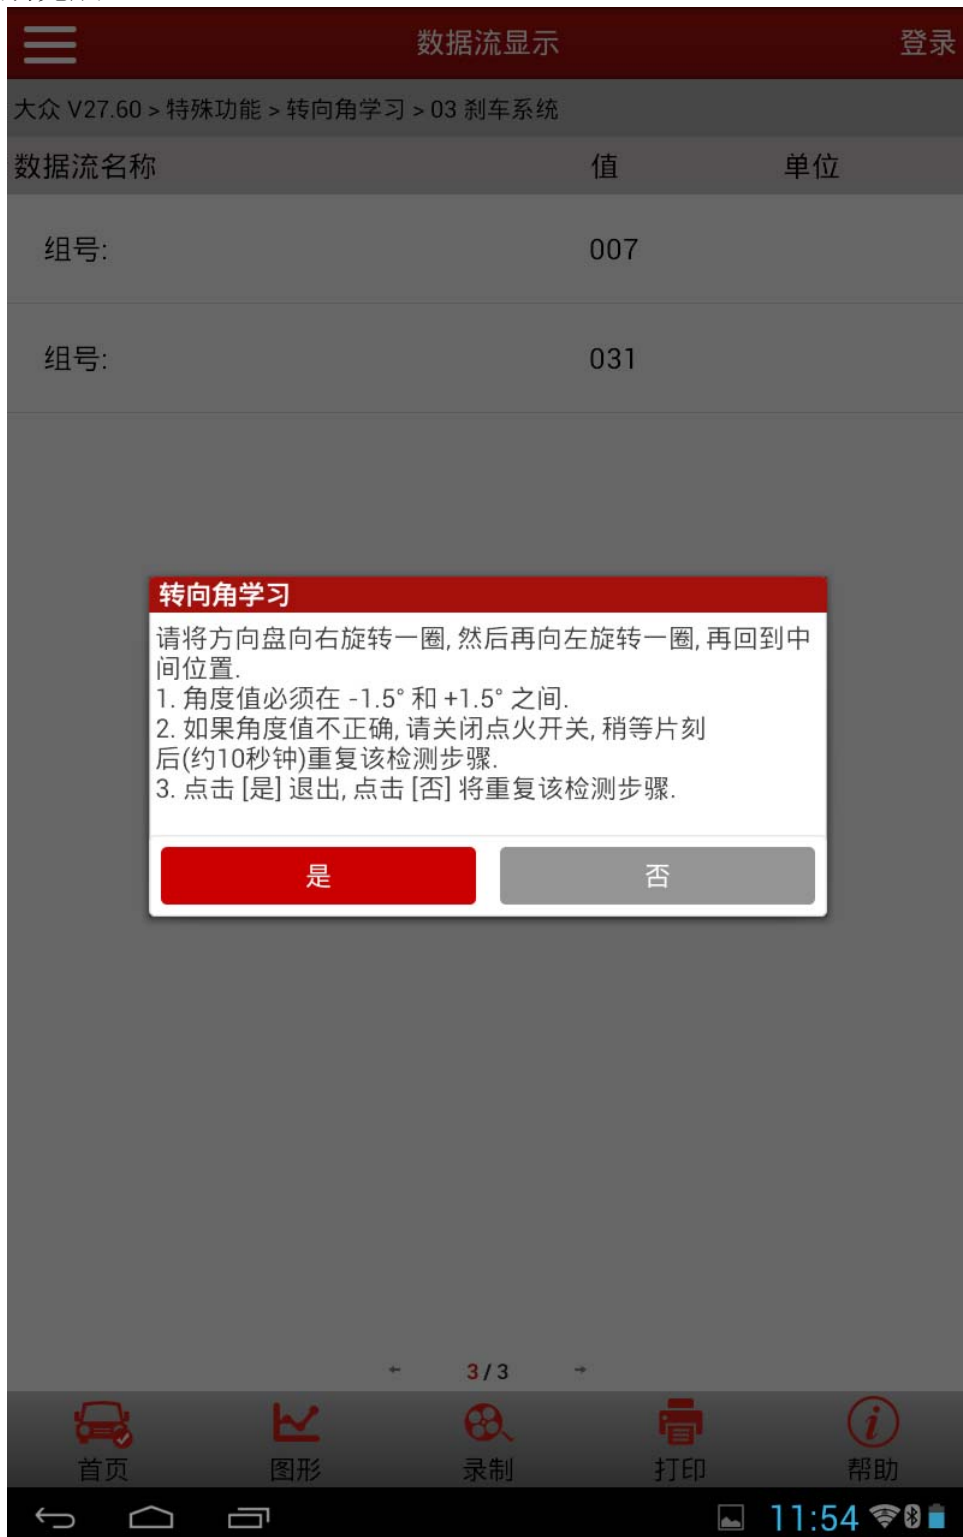 数据流显示 登录
大众 V27.60 > 特殊功能 > 转向角学习 > 03 刹车系统
数据流名称 值 单位
组号: 007
组号: 031
转向角学习
请将方向盘向右旋转一圈, 然后再向左旋转一圈, 再回到中
间位置.
1. 角度值必须在 -1.5° 和 +1.5° 之间.
2. 如果角度值不正确, 请关闭点火开关, 稍等片刻
后(约10秒钟)重复该检测步骤.
3. 点击 [是] 退出, 点击 [否] 将重复该检测步骤.
是 否
3 / 3
首页 图形 录制 打印 帮助
11:54